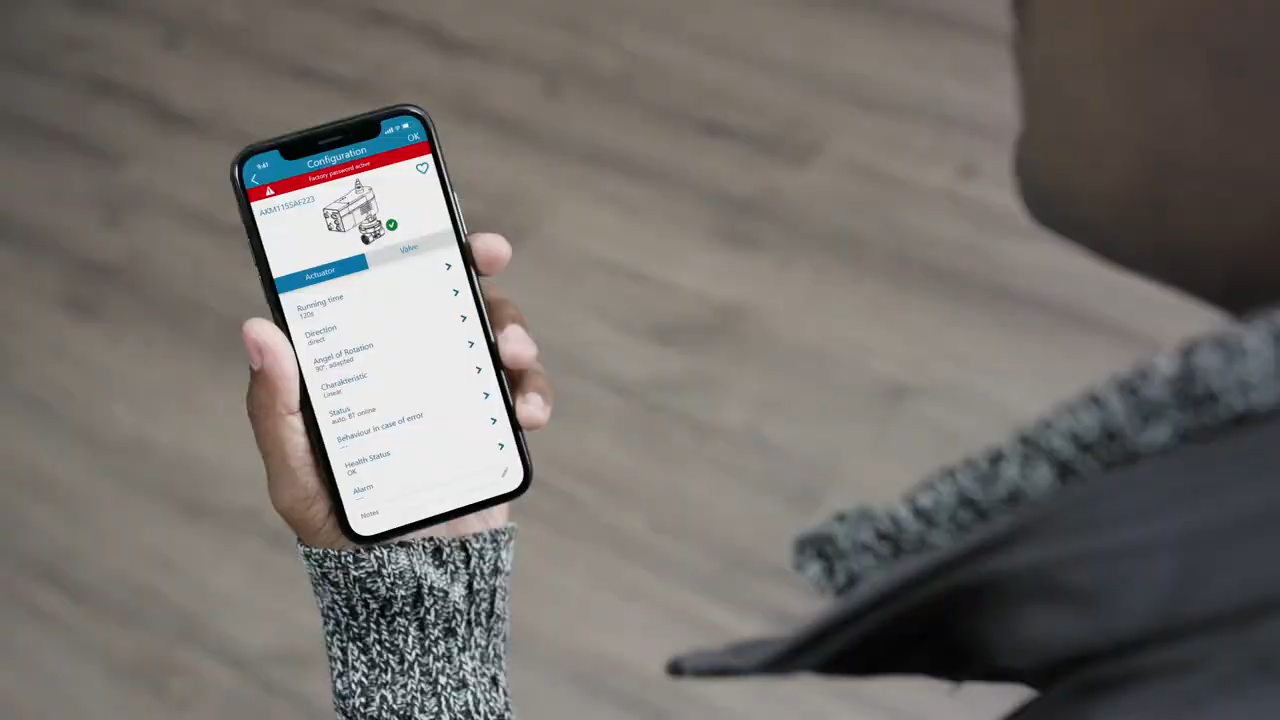 9:41
Configuration
OK
Factory password active
AKM115SAF223
Actuator
Valve
Running time
120s
Direction
direct
Angel of Rotation
90°, adapted
Charakteristic
Linear
Status
auto, BT online
Behaviour in case of error
---
Health Status
OK
Alarm
---
Notes